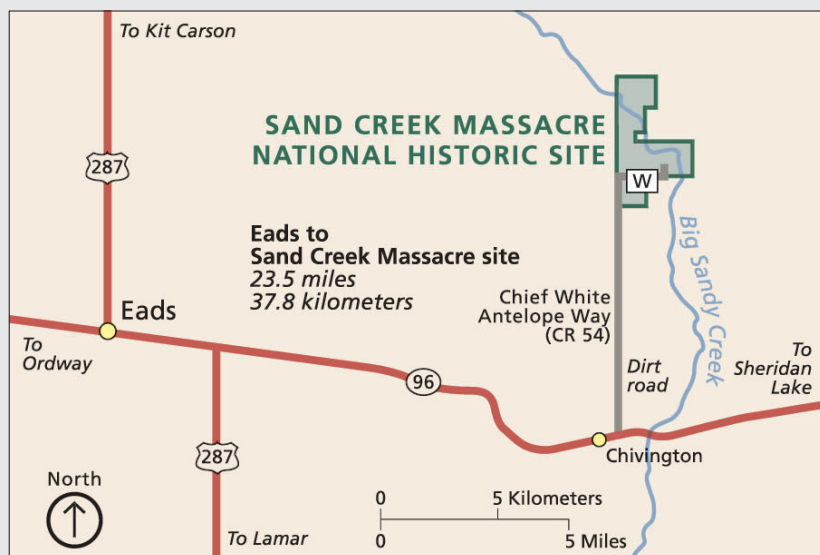 To Kit Carson
SAND CREEK MASSACRE
NATIONAL HISTORIC SITE
287
W
Eads to
Sand Creek Massacre site
23.5 miles
37.8 kilometers
Big Sandy Creek
Chief White
Antelope Way
(CR 54)
Eads
To
Ordway
96
Dirt
road
To
Sheridan
Lake
287
Chivington
North
0
5 Kilometers
0
5 Miles
To Lamar